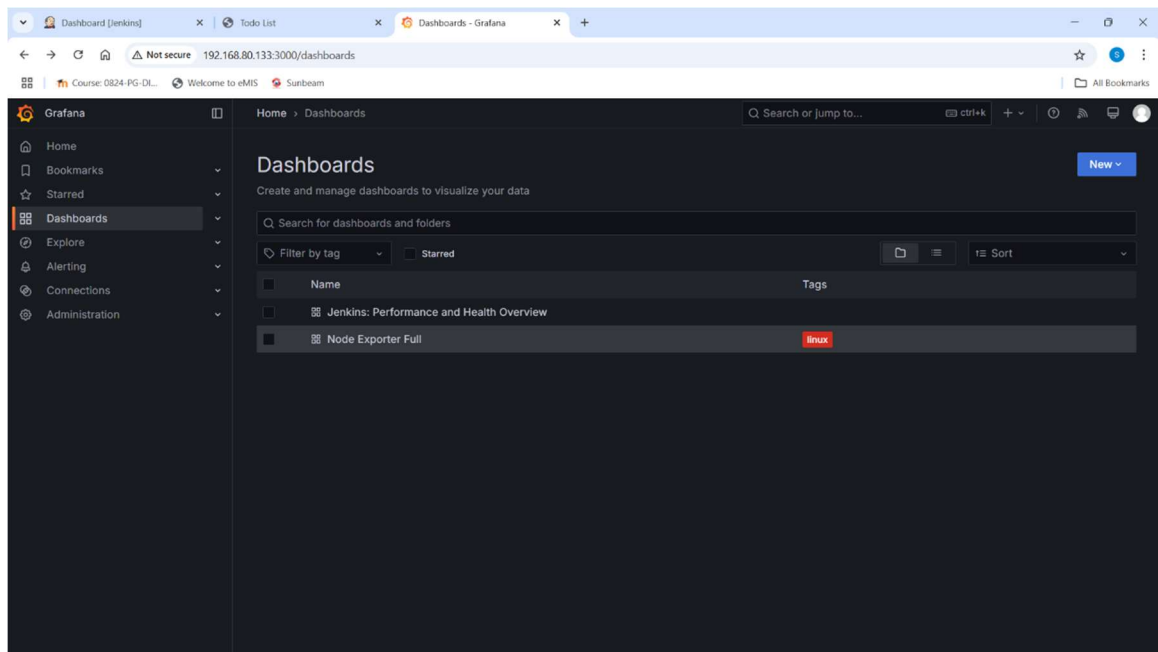 Dashboard [Jenkins]
Todo List
Dashboards - Grafana
Not secure 192.168.80.133:3000/dashboards
S
Course: 0824-PG-DI...
Welcome to eMIS
Sunbeam
All Bookmarks
Grafana
Home > Dashboards
Search or jump to...
ctrl+k
Home
Bookmarks
Starred
Dashboards
Explore
Alerting
Connections
Administration
Dashboards
New
Create and manage dashboards to visualize your data
Search for dashboards and folders
Filter by tag
Starred
Sort
Name Tags
Jenkins: Performance and Health Overview
Node Exporter Full linux